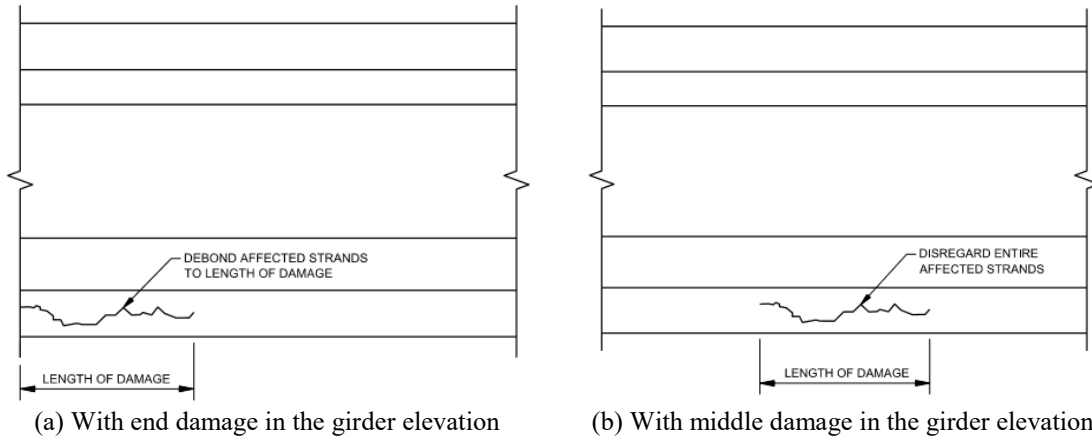 DEBOND AFFECTED STRANDS
TO LENGTH OF DAMAGE
LENGTH OF DAMAGE
(a) With end damage in the girder elevation
DISREGARD ENTIRE
AFFECTED STRANDS
LENGTH OF DAMAGE
(b) With middle damage in the girder elevation